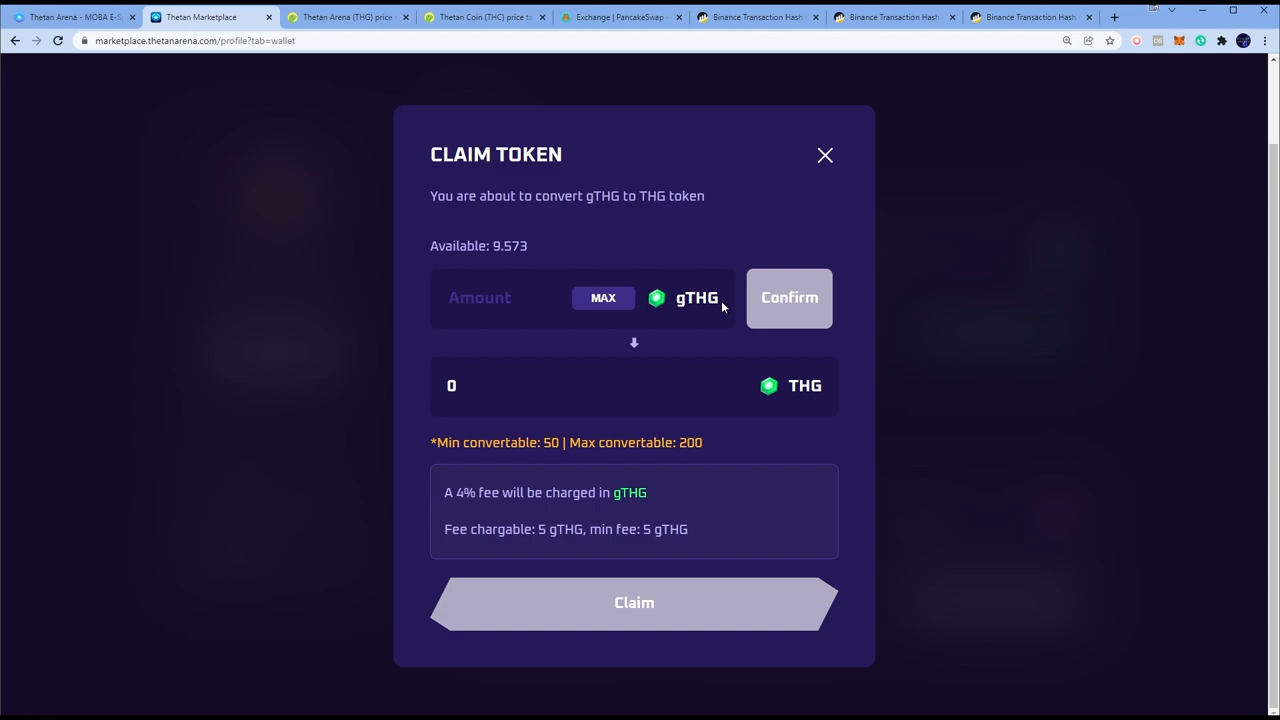 Thetan Arena - MOBA E-Sp
Thetan Marketplace
Thetan Arena (THG) price
Thetan Coin (THC) price to
Exchange | PancakeSwap -
Binance Transaction Hash
Binance Transaction Hash
Binance Transaction Hash
marketplace.thetanarena.com/profile?tab=wallet
CLAIM TOKEN
You are about to convert gTHG to THG token
Available: 9.573
Amount
MAX
gTHG
Confirm
0
THG
*Min convertable: 50 | Max convertable: 200
A 4% fee will be charged in gTHG
Fee chargable: 5 gTHG, min fee: 5 gTHG
Claim